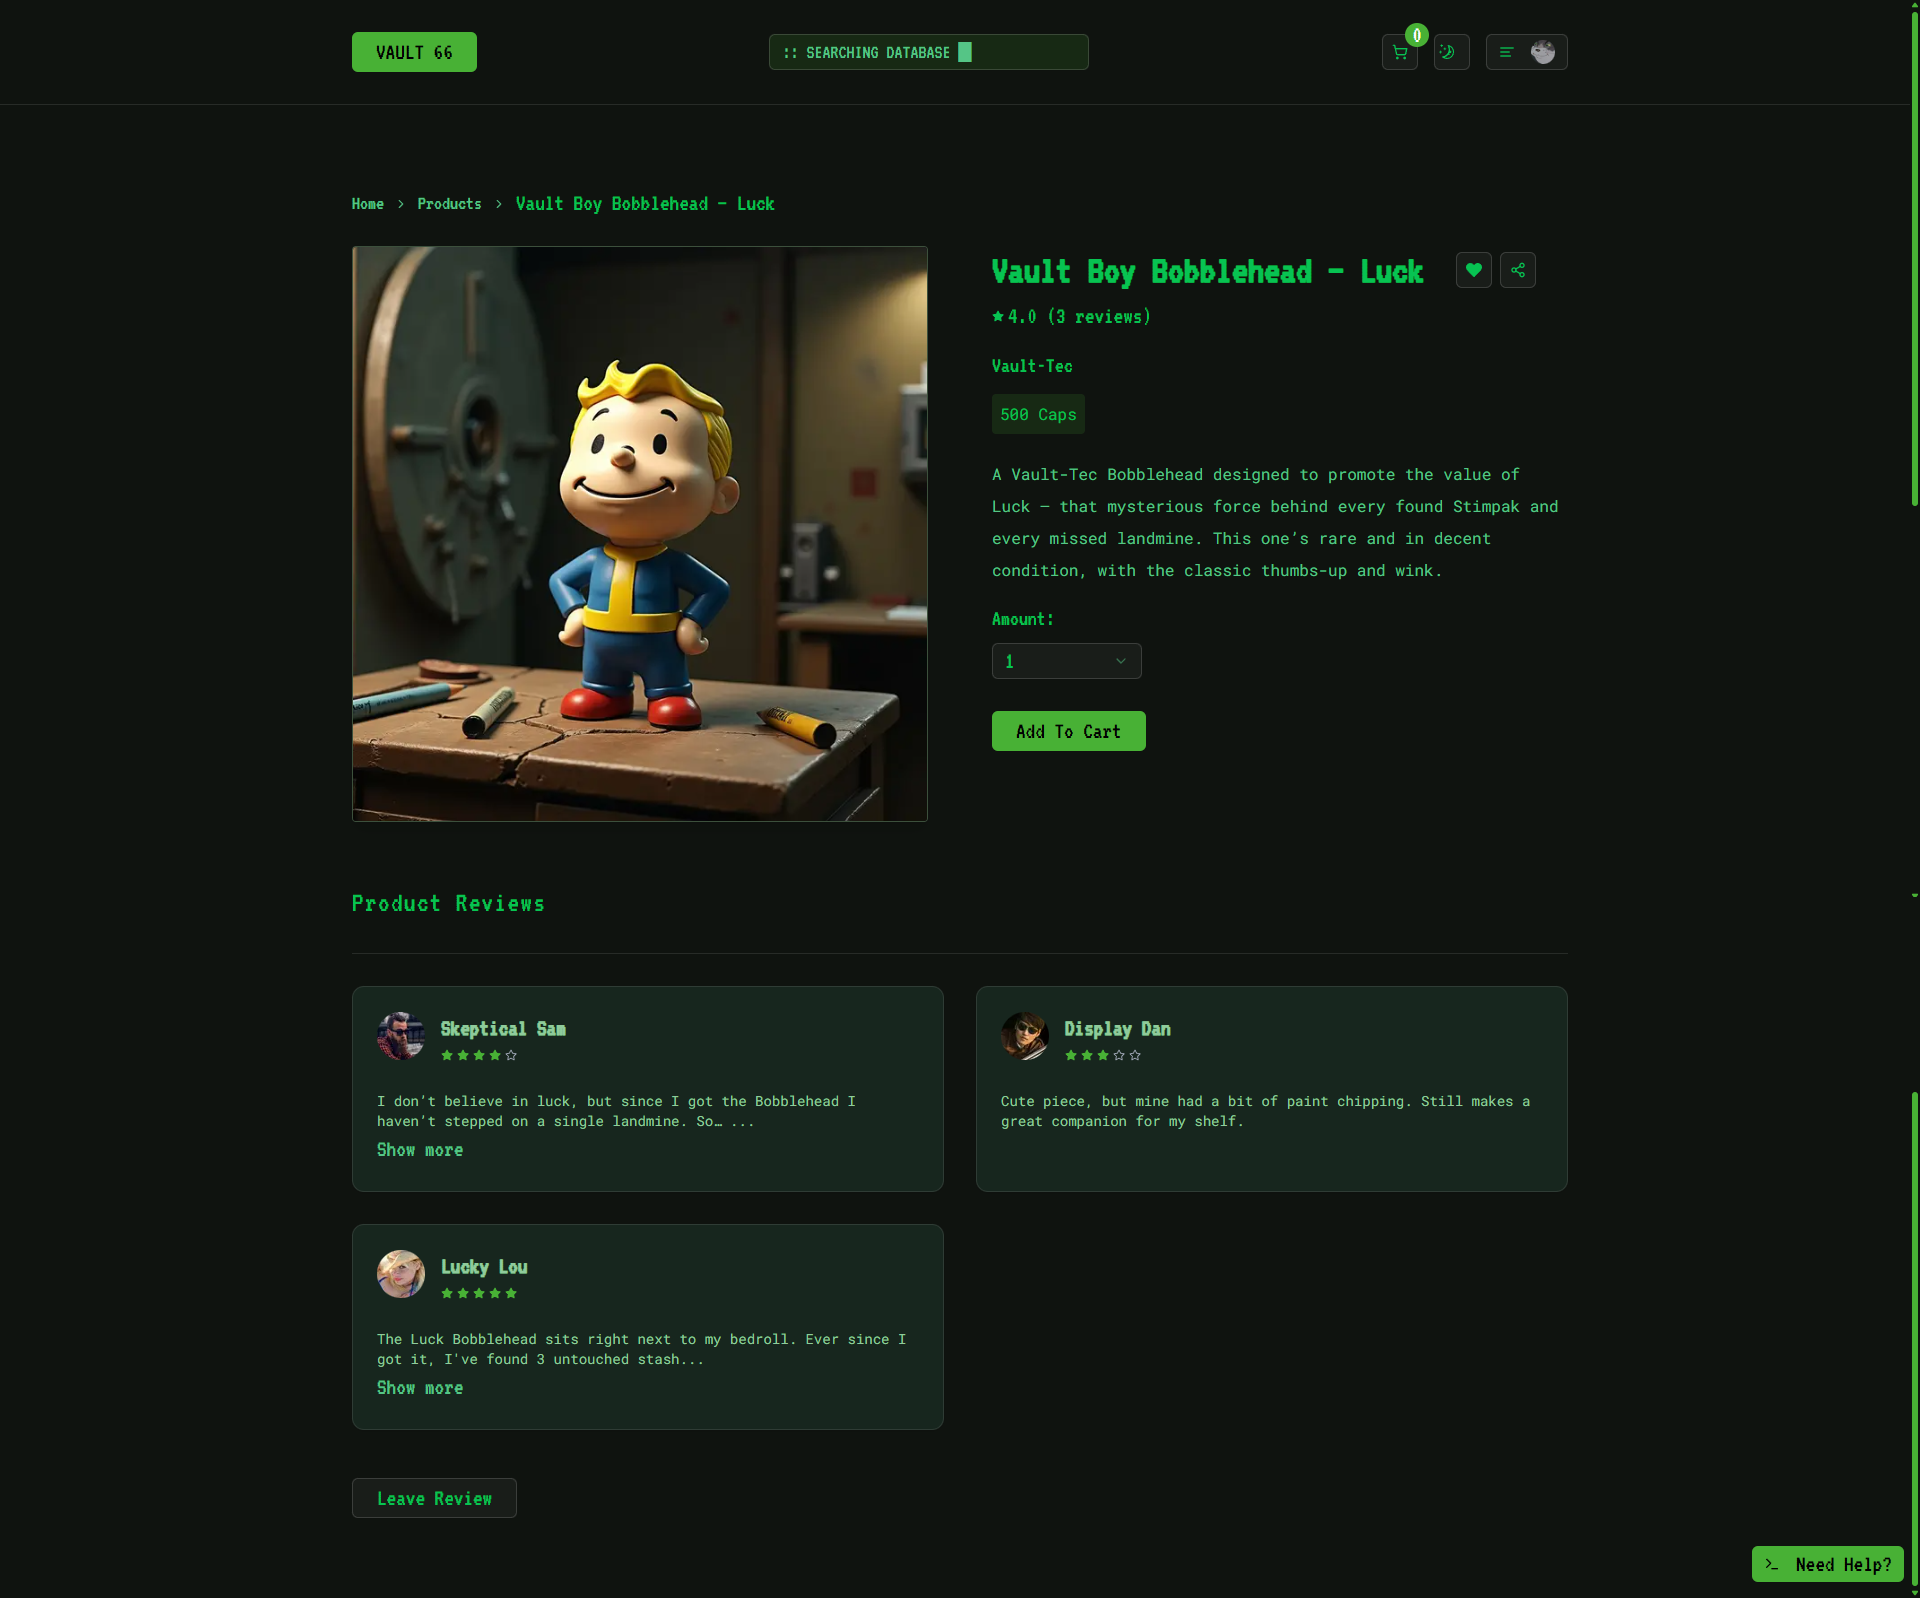 VAULT 66
:: SEARCHING DATABASE
0
Home > Products > Vault Boy Bobblehead – Luck
Vault Boy Bobblehead – Luck
4.0 (3 reviews)
Vault-Tec
500 Caps
A Vault-Tec Bobblehead designed to promote the value of
Luck — that mysterious force behind every found Stimpak and
every missed landmine. This one’s rare and in decent
condition, with the classic thumbs-up and wink.
Amount:
1
Add To Cart
Product Reviews
Skeptical Sam
I don’t believe in luck, but since I got the Bobblehead I
haven’t stepped on a single landmine. So… ...
Show more
Display Dan
Cute piece, but mine had a bit of paint chipping. Still makes a
great companion for my shelf.
Lucky Lou
The Luck Bobblehead sits right next to my bedroll. Ever since I
got it, I've found 3 untouched stash...
Show more
Leave Review
>_ Need Help?